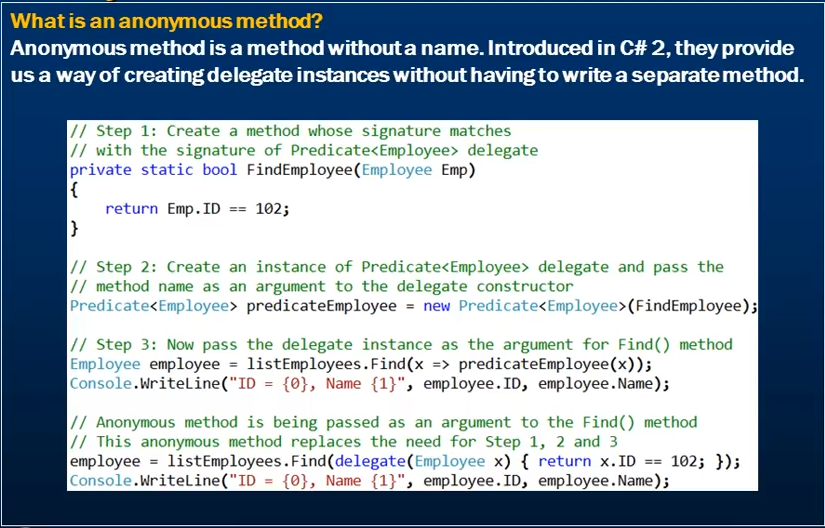 What is an anonymous method?
Anonymous method is a method without a name. Introduced in C# 2, they provide
us a way of creating delegate instances without having to write a separate method.
// Step 1: Create a method whose signature matches
// with the signature of Predicate<Employee> delegate
private static bool FindEmployee(Employee Emp)
{
    return Emp.ID == 102;
}
// Step 2: Create an instance of Predicate<Employee> delegate and pass the
// method name as an argument to the delegate constructor
Predicate<Employee> predicateEmployee = new Predicate<Employee>(FindEmployee);
// Step 3: Now pass the delegate instance as the argument for Find() method
Employee employee = listEmployees.Find(x => predicateEmployee(x));
Console.WriteLine("ID = {0}, Name {1}", employee.ID, employee.Name);
// Anonymous method is being passed as an argument to the Find() method
// This anonymous method replaces the need for Step 1, 2 and 3
employee = listEmployees.Find(delegate(Employee x) { return x.ID == 102; });
Console.WriteLine("ID = {0}, Name {1}", employee.ID, employee.Name);